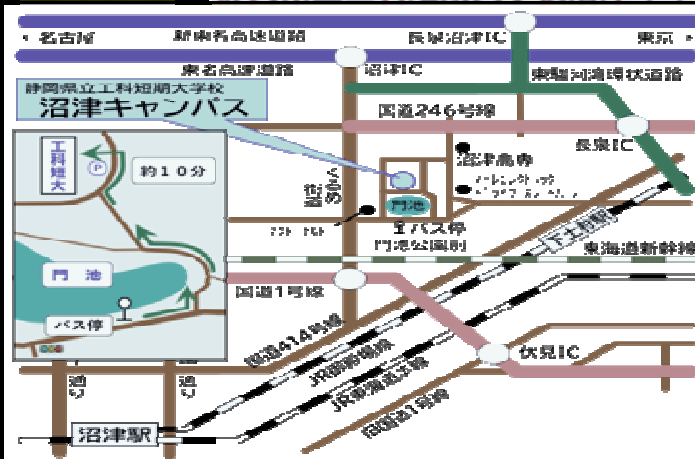 名古屋
新東名高速道路
長泉沼津IC
東京
東名高速道路
沼津IC
東駿河湾環状道路
静岡県立工科短期大学校
沼津キャンパス
国道246号線
長泉IC
沼津高専
工科短大
P
約10分
門池
バス停
門池公園前
下土狩駅
東海道新幹線
門 池
国道1号線
バス停
国道414号線
JR御殿場線
伏見IC
JR東海道本線
旧国道1号線
沼津駅